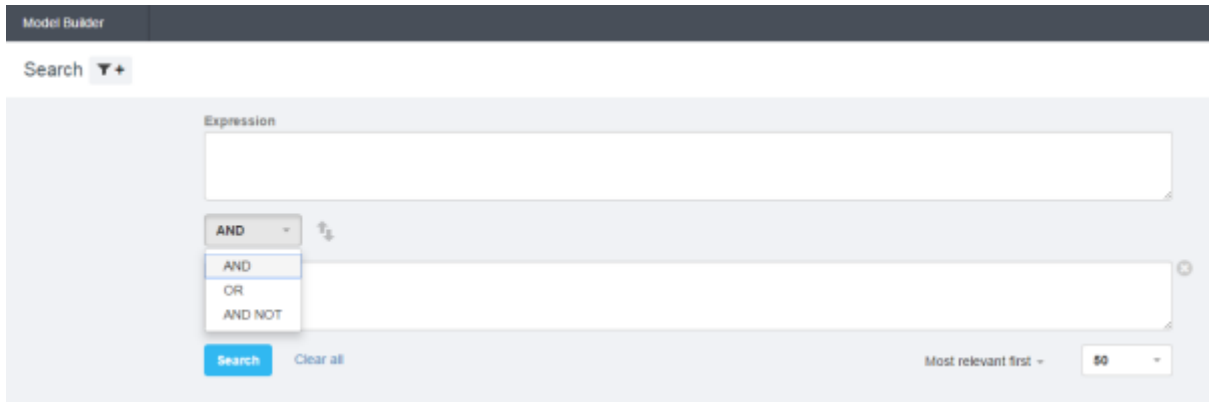 Model Builder
Search
Expression
AND
AND
OR
AND NOT
Search Clear all Most relevant first 50